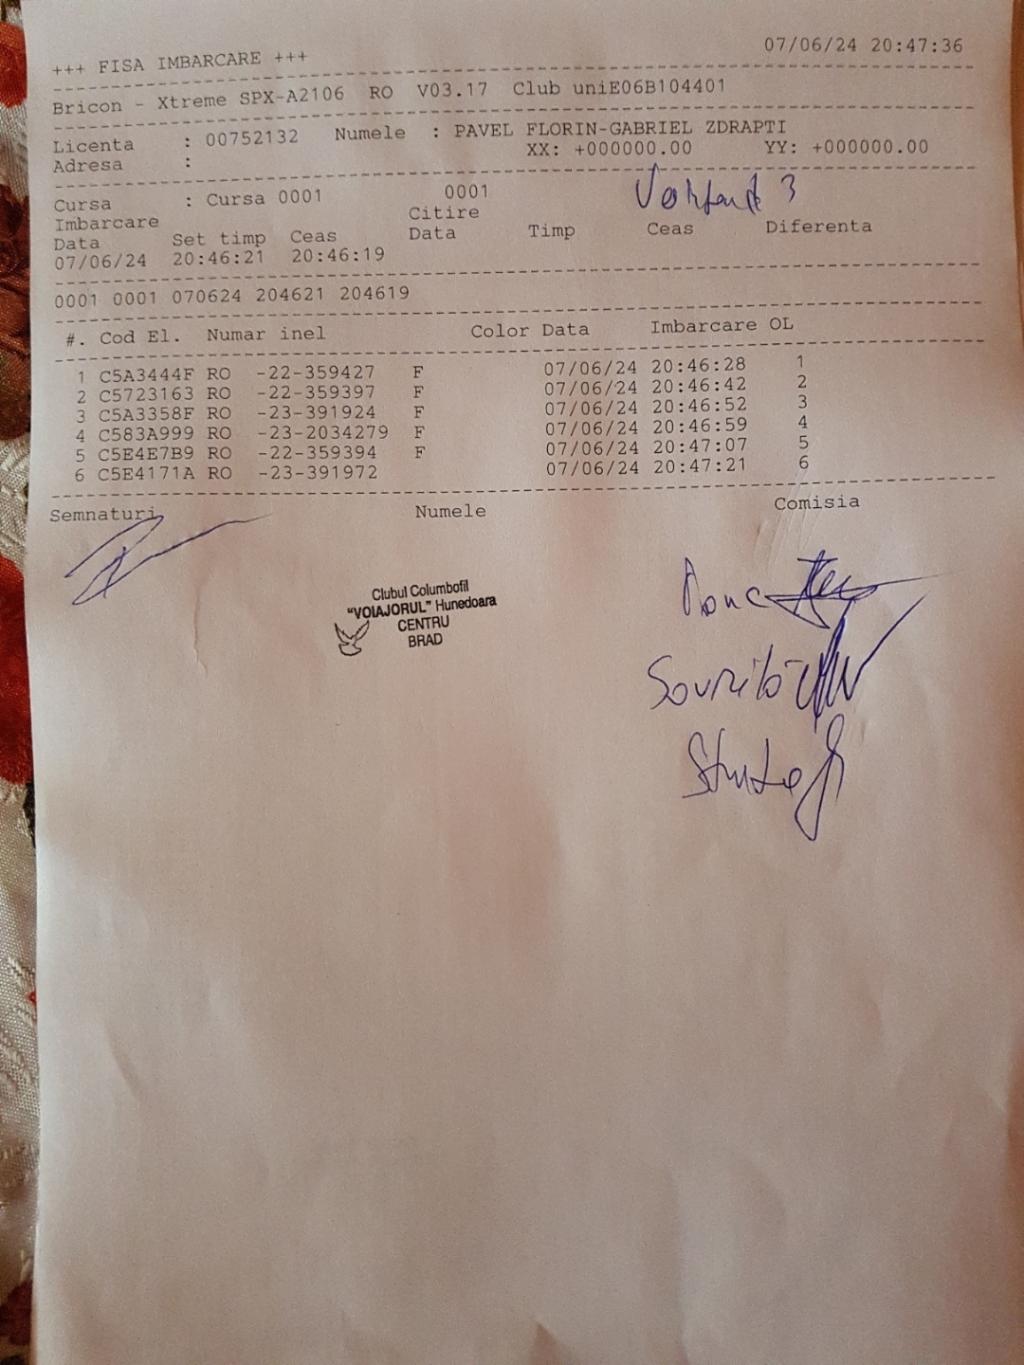 +++ FISA IMBARCARE +++ 07/06/24 20:47:36
Bricon - Xtreme SPX-A2106 RO V03.17 Club uniE06B104401
Licenta : 00752132 Numele : PAVEL FLORIN-GABRIEL ZDRAPTI
Adresa : XX: +000000.00 YY: +000000.00
Cursa : Cursa 0001 0001 3
Imbarcare Citire
Data Set timp Ceas Data Timp Ceas Diferenta
07/06/24 20:46:21 20:46:19
0001 0001 070624 204621 204619
#. Cod El. Numar inel Color Data Imbarcare OL
1 C5A3444F RO -22-359427 F 07/06/24 20:46:28 1
2 C5723163 RO -22-359397 F 07/06/24 20:46:42 2
3 C5A3358F RO -23-391924 F 07/06/24 20:46:52 3
4 C583A999 RO -23-2034279 F 07/06/24 20:46:59 4
5 C5E4E7B9 RO -22-359394 F 07/06/24 20:47:07 5
6 C5E4171A RO -23-391972 07/06/24 20:47:21 6
Semnaturi Numele Comisia
Clubul Columbofil
"VOIAJORUL" Hunedoara
CENTRU
BRAD